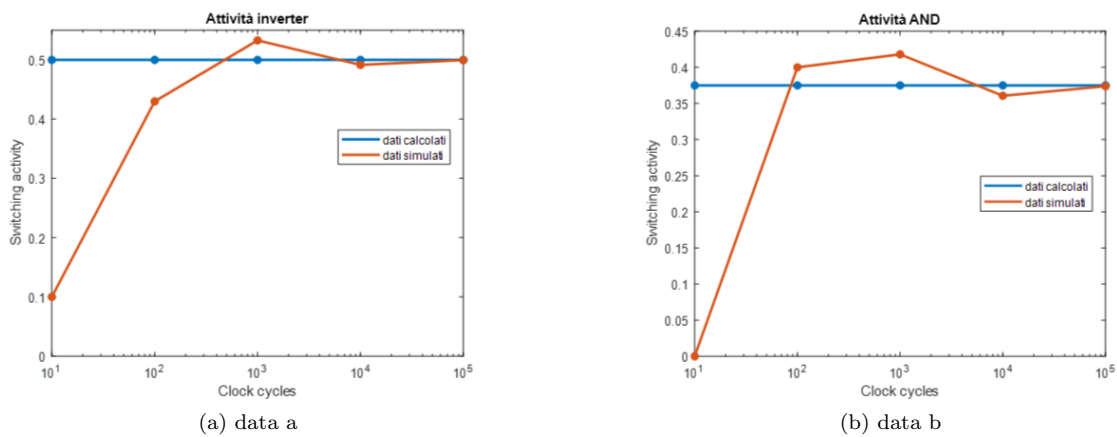 Attività inverter
0.5
0.4
0.3
0.2
0.1
0
Switching activity
dati calcolati
dati simulati
10^1
10^2
10^3
10^4
10^5
Clock cycles
(a) data a
Attività AND
0.45
0.4
0.35
0.3
0.25
0.2
0.15
0.1
0.05
0
Switching activity
dati calcolati
dati simulati
10^1
10^2
10^3
10^4
10^5
Clock cycles
(b) data b